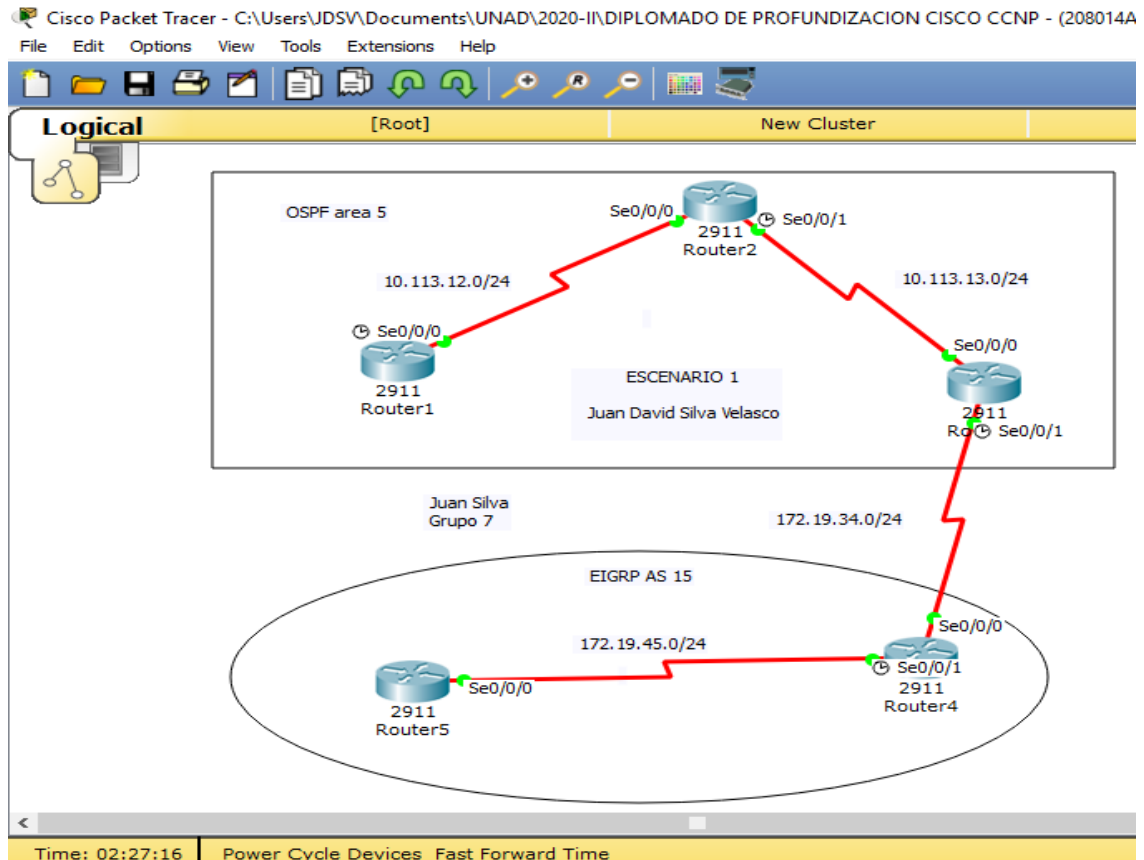 Cisco Packet Tracer - C:\Users\JDSV\Documents\UNAD\2020-II\DIPLOMADO DE PROFUNDIZACION CISCO CCNP - (208014A
File Edit Options View Tools Extensions Help
Logical [Root] New Cluster
OSPF area 5
Se0/0/0
Se0/0/1
2911
Router2
10.113.12.0/24
10.113.13.0/24
Se0/0/0
2911
Router1
Se0/0/0
2911
Ro Se0/0/1
ESCENARIO 1
Juan David Silva Velasco
Juan Silva
Grupo 7
172.19.34.0/24
EIGRP AS 15
172.19.45.0/24
Se0/0/0
Se0/0/1
2911
Router4
Se0/0/0
2911
Router5
Time: 02:27:16 Power Cycle Devices Fast Forward Time